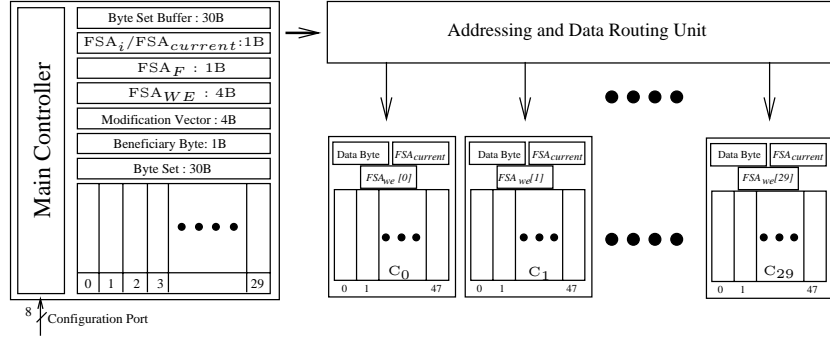 Main Controller
Byte Set Buffer : 30B
FSA_i/FSA_current:1B
FSA_F : 1B
FSA_WE : 4B
Modification Vector : 4B
Beneficiary Byte: 1B
Byte Set : 30B
0 1 2 3 29
8 Configuration Port
Addressing and Data Routing Unit
Data Byte FSA_current
FSA_we [0]
C_0
0 1 47
Data Byte FSA_current
FSA_we[1]
C_1
0 1 47
Data Byte FSA_current
FSA_we[29]
C_29
0 1 47